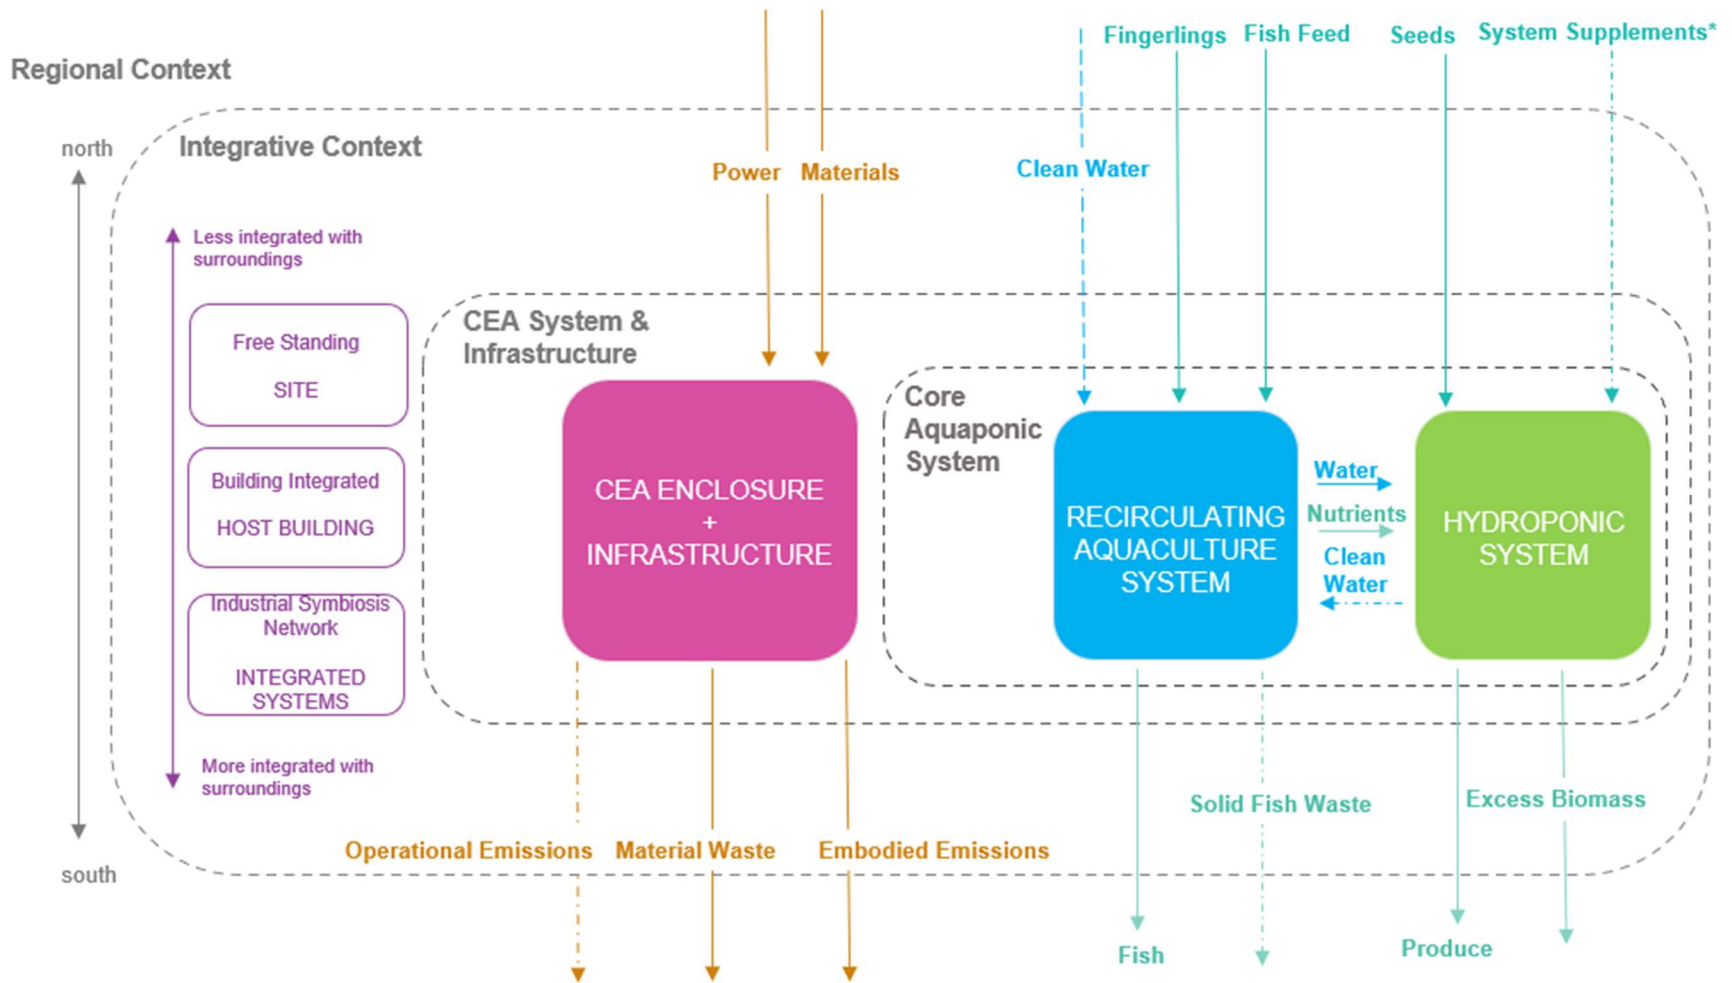 Fingerlings
Fish Feed
Seeds
System Supplements*
Regional Context
north
Integrative Context
Power
Materials
Clean Water
Less integrated with
surroundings
Free Standing
SITE
CEA System &
Infrastructure
Core
Aquaponic
System
Building Integrated
HOST BUILDING
CEA ENCLOSURE
+
INFRASTRUCTURE
RECIRCULATING
AQUACULTURE
SYSTEM
Water
Nutrients
Clean
Water
HYDROPONIC
SYSTEM
Industrial Symbiosis
Network
INTEGRATED
SYSTEMS
More integrated with
surroundings
south
Operational Emissions
Material Waste
Embodied Emissions
Solid Fish Waste
Excess Biomass
Fish
Produce